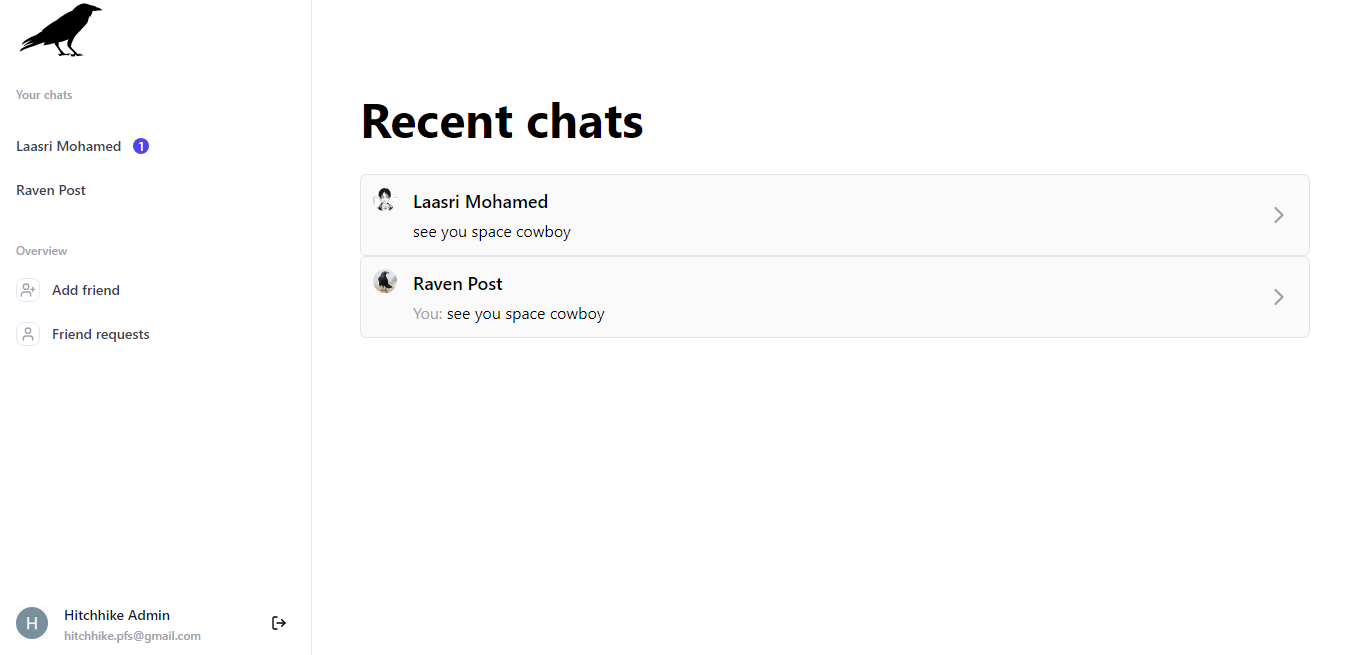 Your chats
Laasri Mohamed 1
Raven Post
Overview
Add friend
Friend requests
H
Hitchhike Admin
hitchhike.pfs@gmail.com
Recent chats
Laasri Mohamed
see you space cowboy
Raven Post
You: see you space cowboy